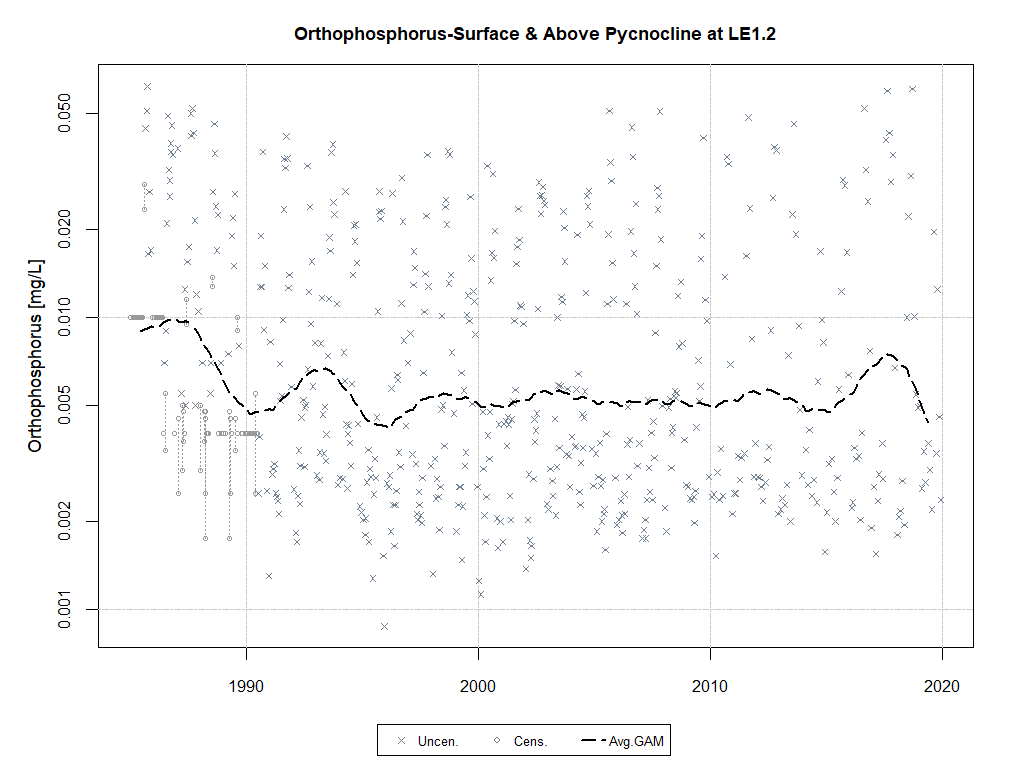 Orthophosphorus-Surface & Above Pycnocline at LE1.2
Orthophosphorus [mg/L]
0.050
0.020
0.010
0.005
0.002
0.001
1990
2000
2010
2020
Uncen.
Cens.
Avg.GAM